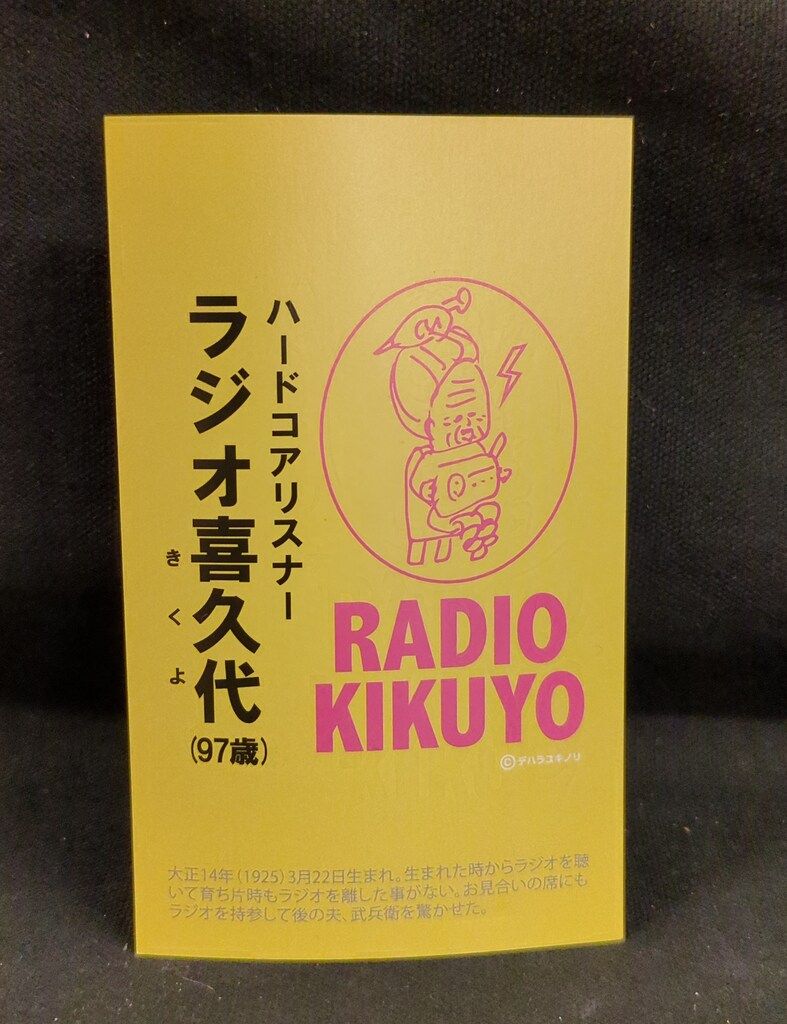 ハードコアリスナー
ラジオ喜久代
きくよ
(97歳)
RADIO
KIKUYO
©デハラユキノリ
大正14年(1925)3月22日生まれ。生まれた時からラジオを聴
いて育ち片時もラジオを離した事がない。お見合いの席にも
ラジオを持参して後の夫、武兵衛を驚かせた。